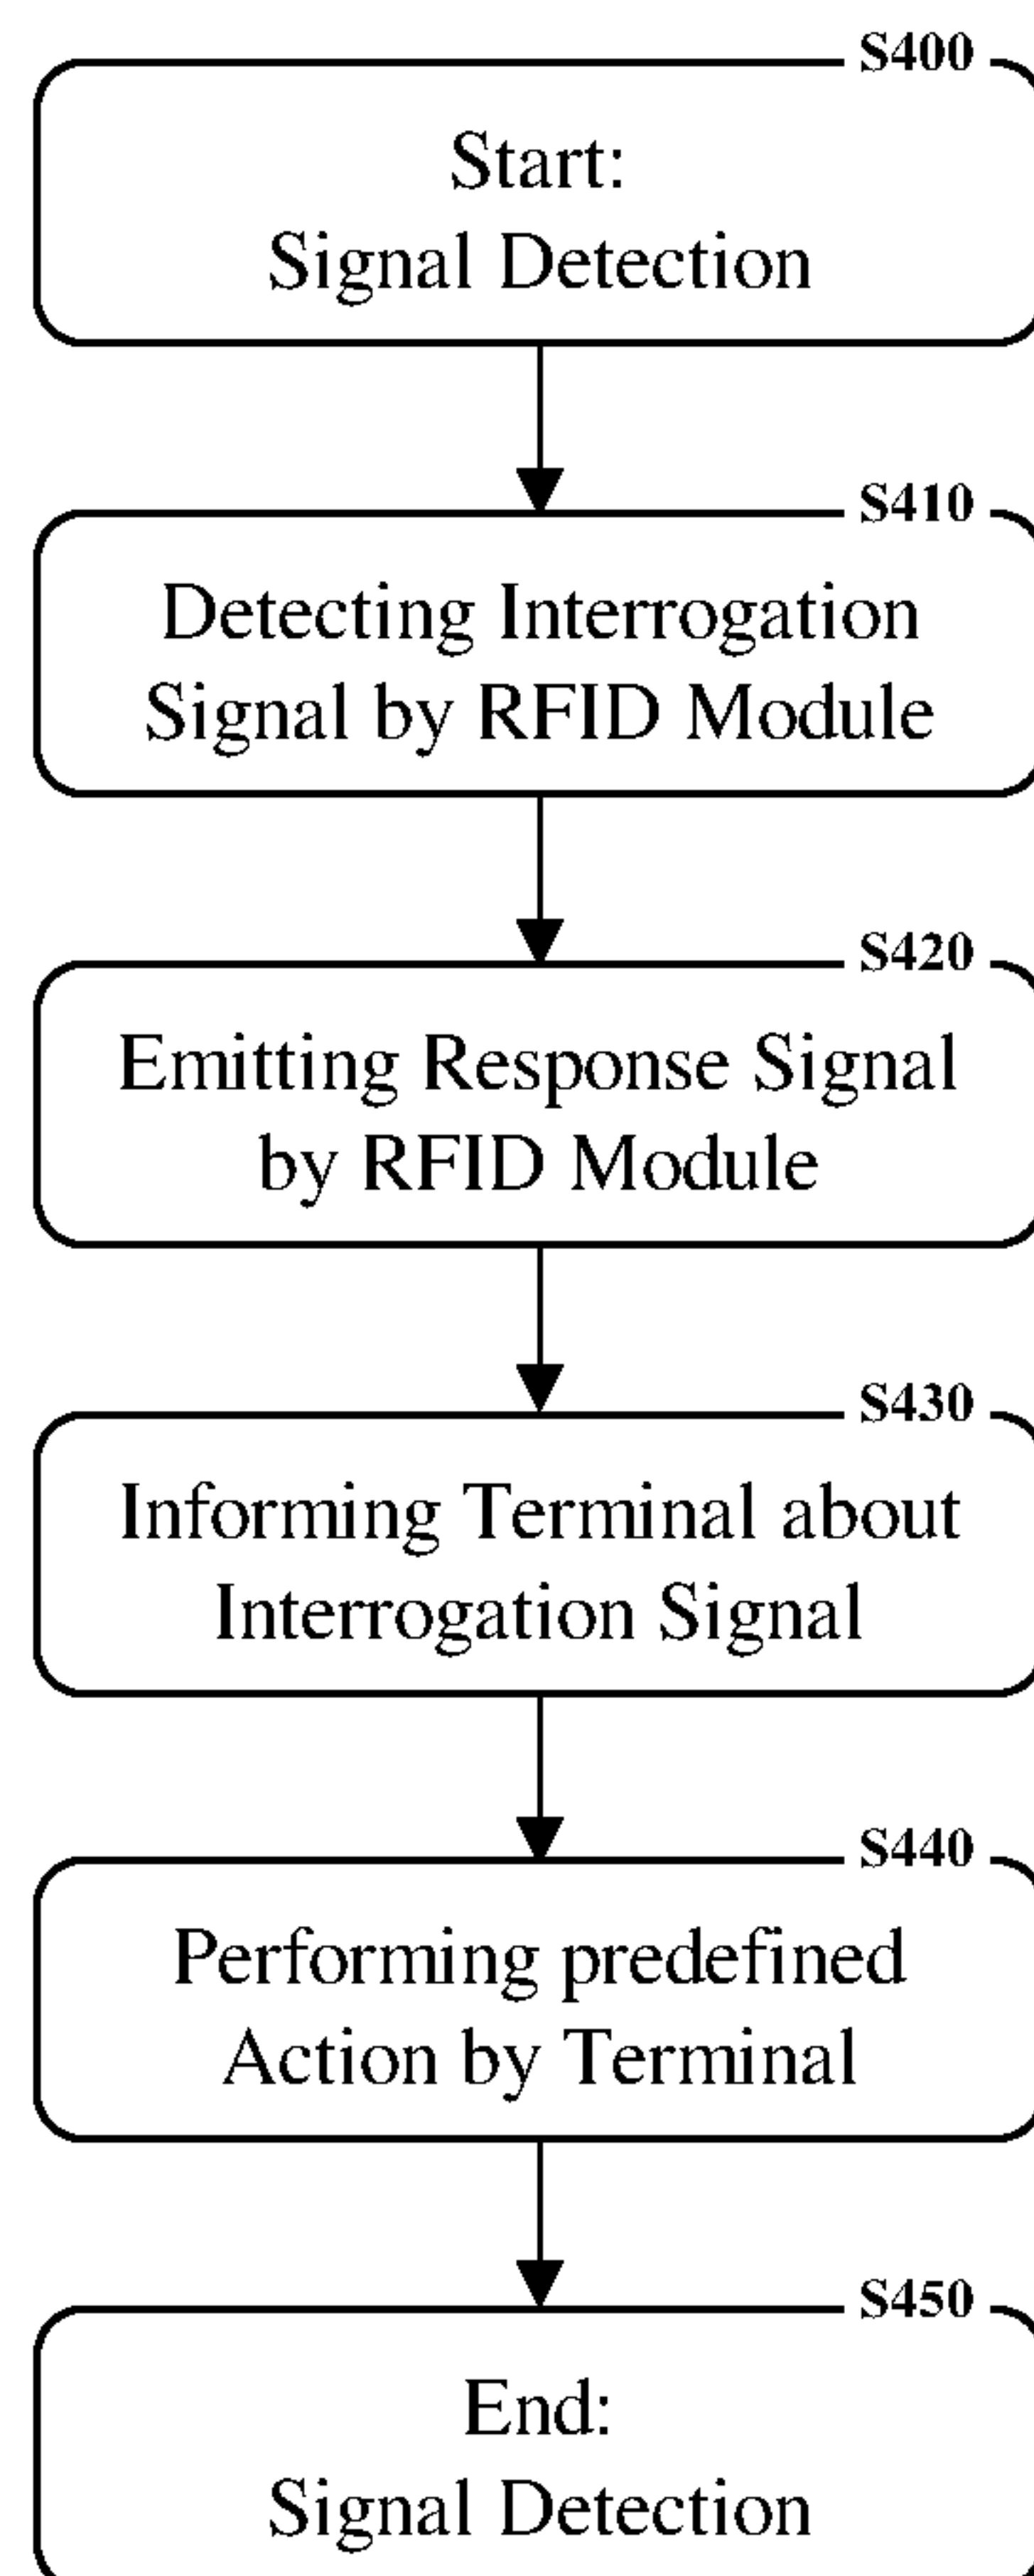 S400
Start:
Signal Detection
S410
Detecting Interrogation
Signal by RFID Module
S420
Emitting Response Signal
by RFID Module
S430
Informing Terminal about
Interrogation Signal
S440
Performing predefined
Action by Terminal
S450
End:
Signal Detection